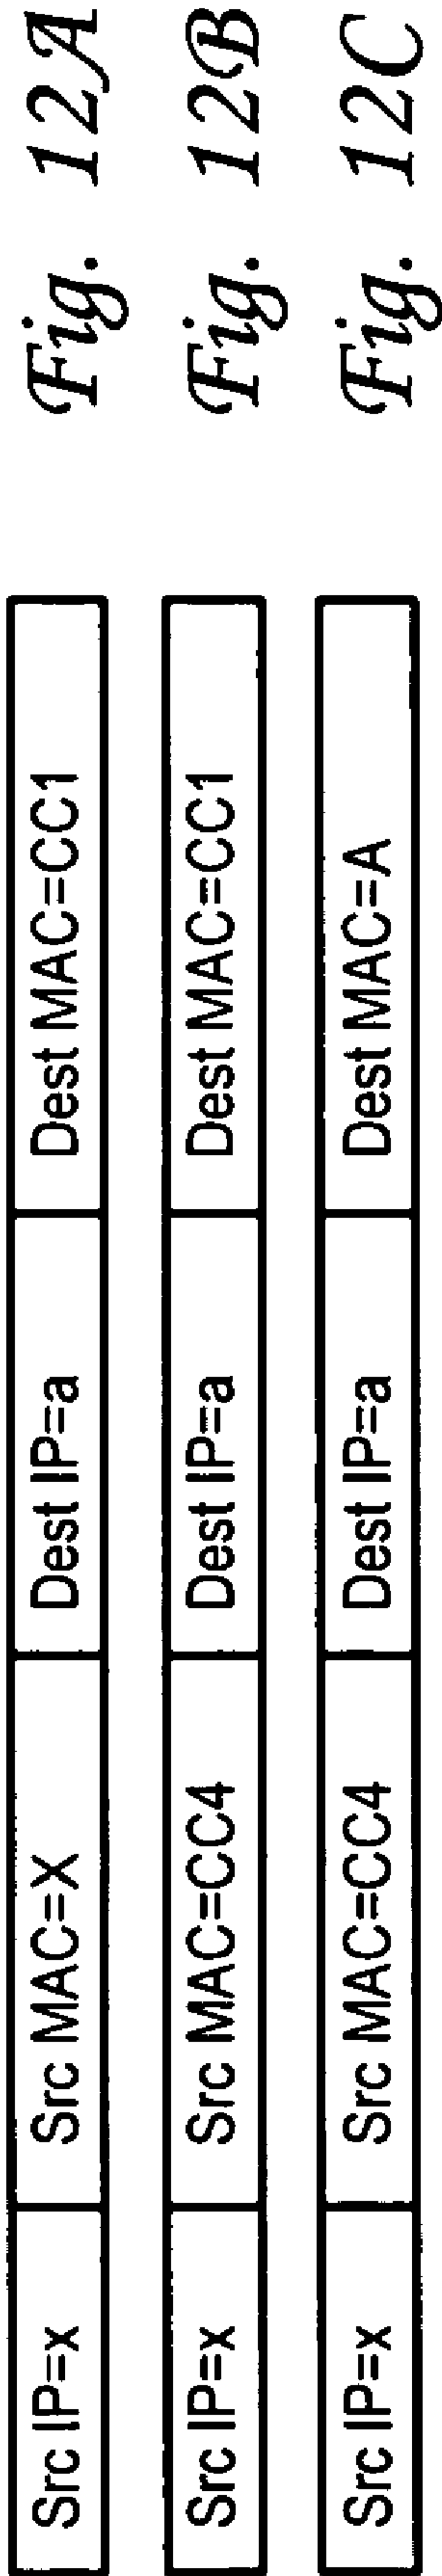 Src IP=x Src MAC=X Dest IP=a Dest MAC=CC1 Fig. 12A
Src IP=x Src MAC=CC4 Dest IP=a Dest MAC=CC1 Fig. 12B
Src IP=x Src MAC=CC4 Dest IP=a Dest MAC=A Fig. 12C